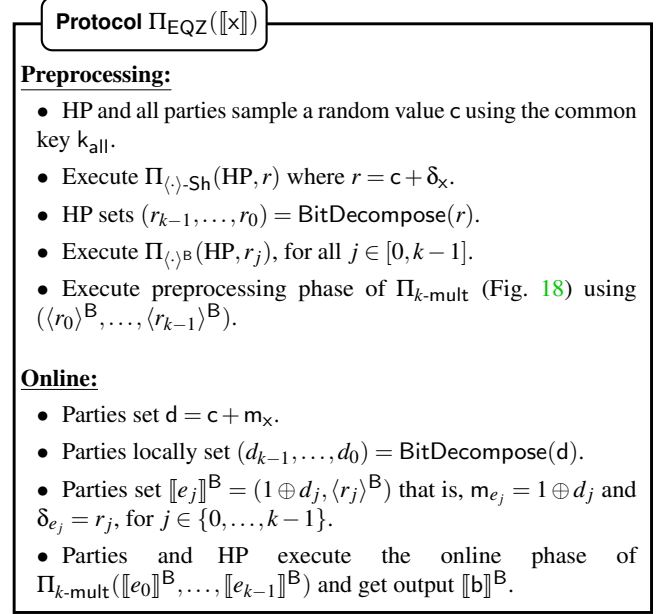 Protocol Π_EQZ(⟦x⟧)
Preprocessing:
• HP and all parties sample a random value c using the common
key k_all.
• Execute Π_⟨·⟩-Sh(HP, r) where r = c + δ_x.
• HP sets (r_{k−1}, ..., r_0) = BitDecompose(r).
• Execute Π_⟨·⟩^B(HP, r_j), for all j ∈ [0, k − 1].
• Execute preprocessing phase of Π_k-mult (Fig. 18) using
(⟨r_0⟩^B, ..., ⟨r_{k−1}⟩^B).
Online:
• Parties set d = c + m_x.
• Parties locally set (d_{k−1}, ..., d_0) = BitDecompose(d).
• Parties set ⟦e_j⟧^B = (1 ⊕ d_j, ⟨r_j⟩^B) that is, m_{e_j} = 1 ⊕ d_j and
δ_{e_j} = r_j, for j ∈ {0, ..., k − 1}.
• Parties and HP execute the online phase of
Π_k-mult(⟦e_0⟧^B, ..., ⟦e_{k−1}⟧^B) and get output ⟦b⟧^B.